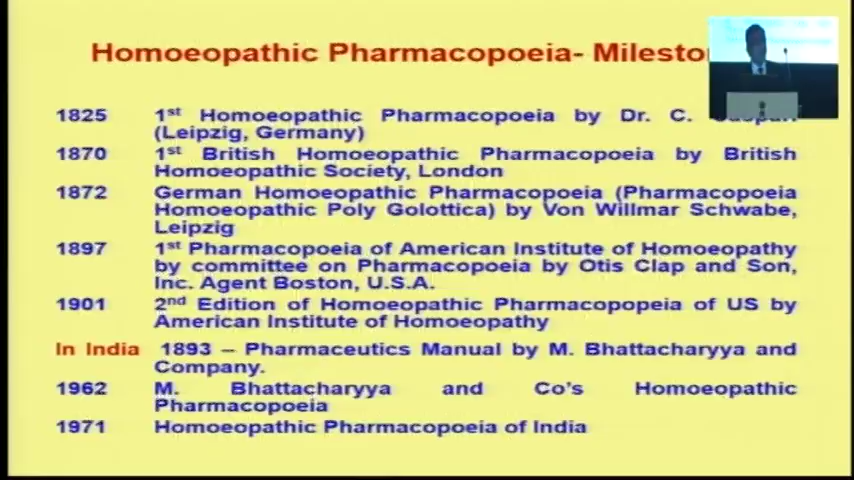 Homoeopathic Pharmacopoeia-
1825 1st Homoeopathic Pharmacopoeia by Dr. C.
(Leipzig, Germany)
1870 1st British Homoeopathic Pharmacopoeia by British
Homoeopathic Society, London
1872 German Homoeopathic Pharmacopoeia (Pharmacopoeia
Homoeopathic Poly Golottica) by Von Willmar Schwabe,
Leipzig
1897 1st Pharmacopoeia of American Institute of Homoeopathy
by committee on Pharmacopoeia by Otis Clap and Son,
Inc. Agent Boston, U.S.A.
1901 2nd Edition of Homoeopathic Pharmacopopeia of US by
American Institute of Homoeopathy
In India 1893 – Pharmaceutics Manual by M. Bhattacharyya and
Company.
1962 M. Bhattacharyya and Co's Homoeopathic
Pharmacopoeia
1971 Homoeopathic Pharmacopoeia of India